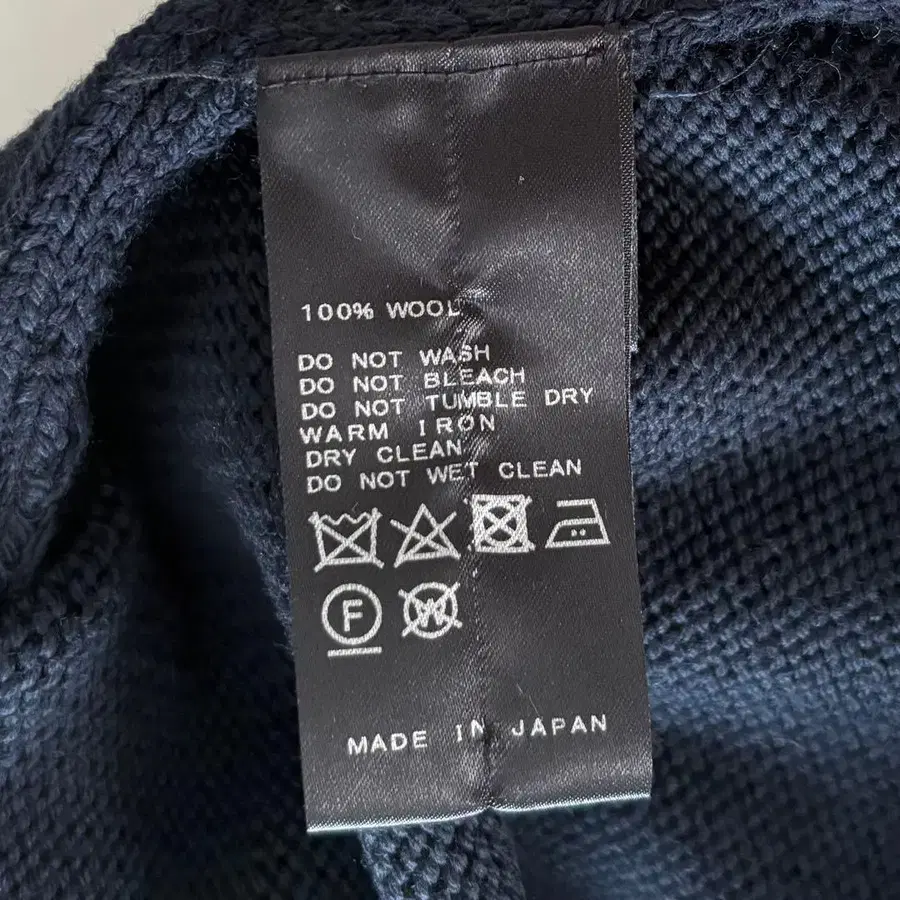 100% WOOL
DO NOT WASH
DO NOT BLEACH
DO NOT TUMBLE DRY
WARM IRON
DRY CLEAN
DO NOT WET CLEAN
F W
MADE IN JAPAN